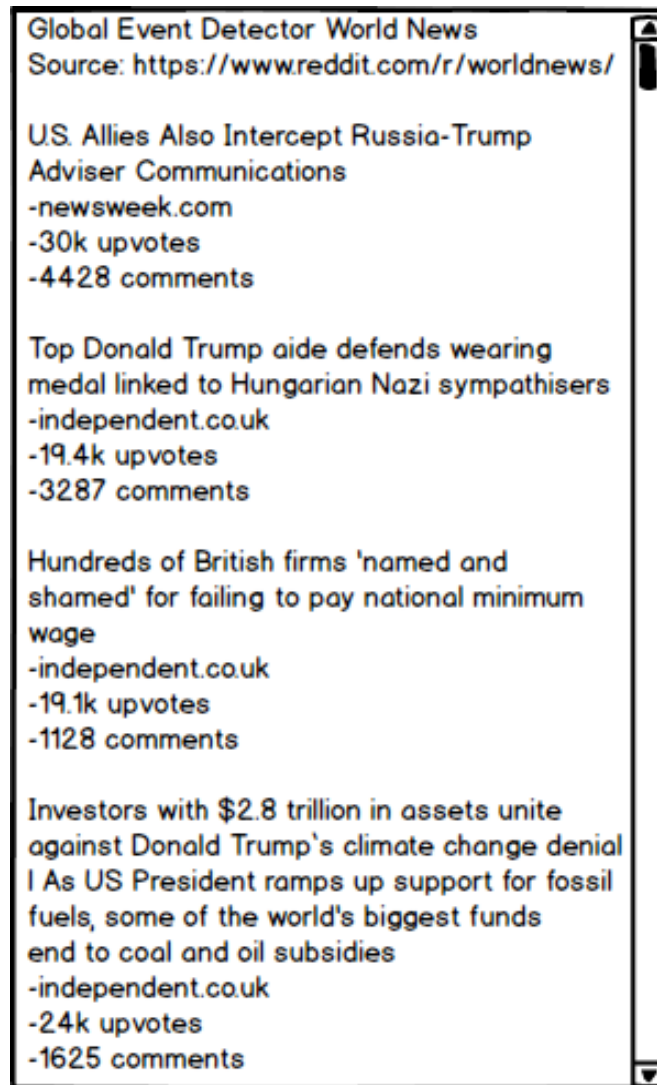 Global Event Detector World News
Source: https://www.reddit.com/r/worldnews/
U.S. Allies Also Intercept Russia-Trump
Adviser Communications
-newsweek.com
-30k upvotes
-4428 comments
Top Donald Trump aide defends wearing
medal linked to Hungarian Nazi sympathisers
-independent.co.uk
-19.4k upvotes
-3287 comments
Hundreds of British firms 'named and
shamed' for failing to pay national minimum
wage
-independent.co.uk
-19.1k upvotes
-1128 comments
Investors with $2.8 trillion in assets unite
against Donald Trump`s climate change denial
| As US President ramps up support for fossil
fuels, some of the world's biggest funds
end to coal and oil subsidies
-independent.co.uk
-24k upvotes
-1625 comments